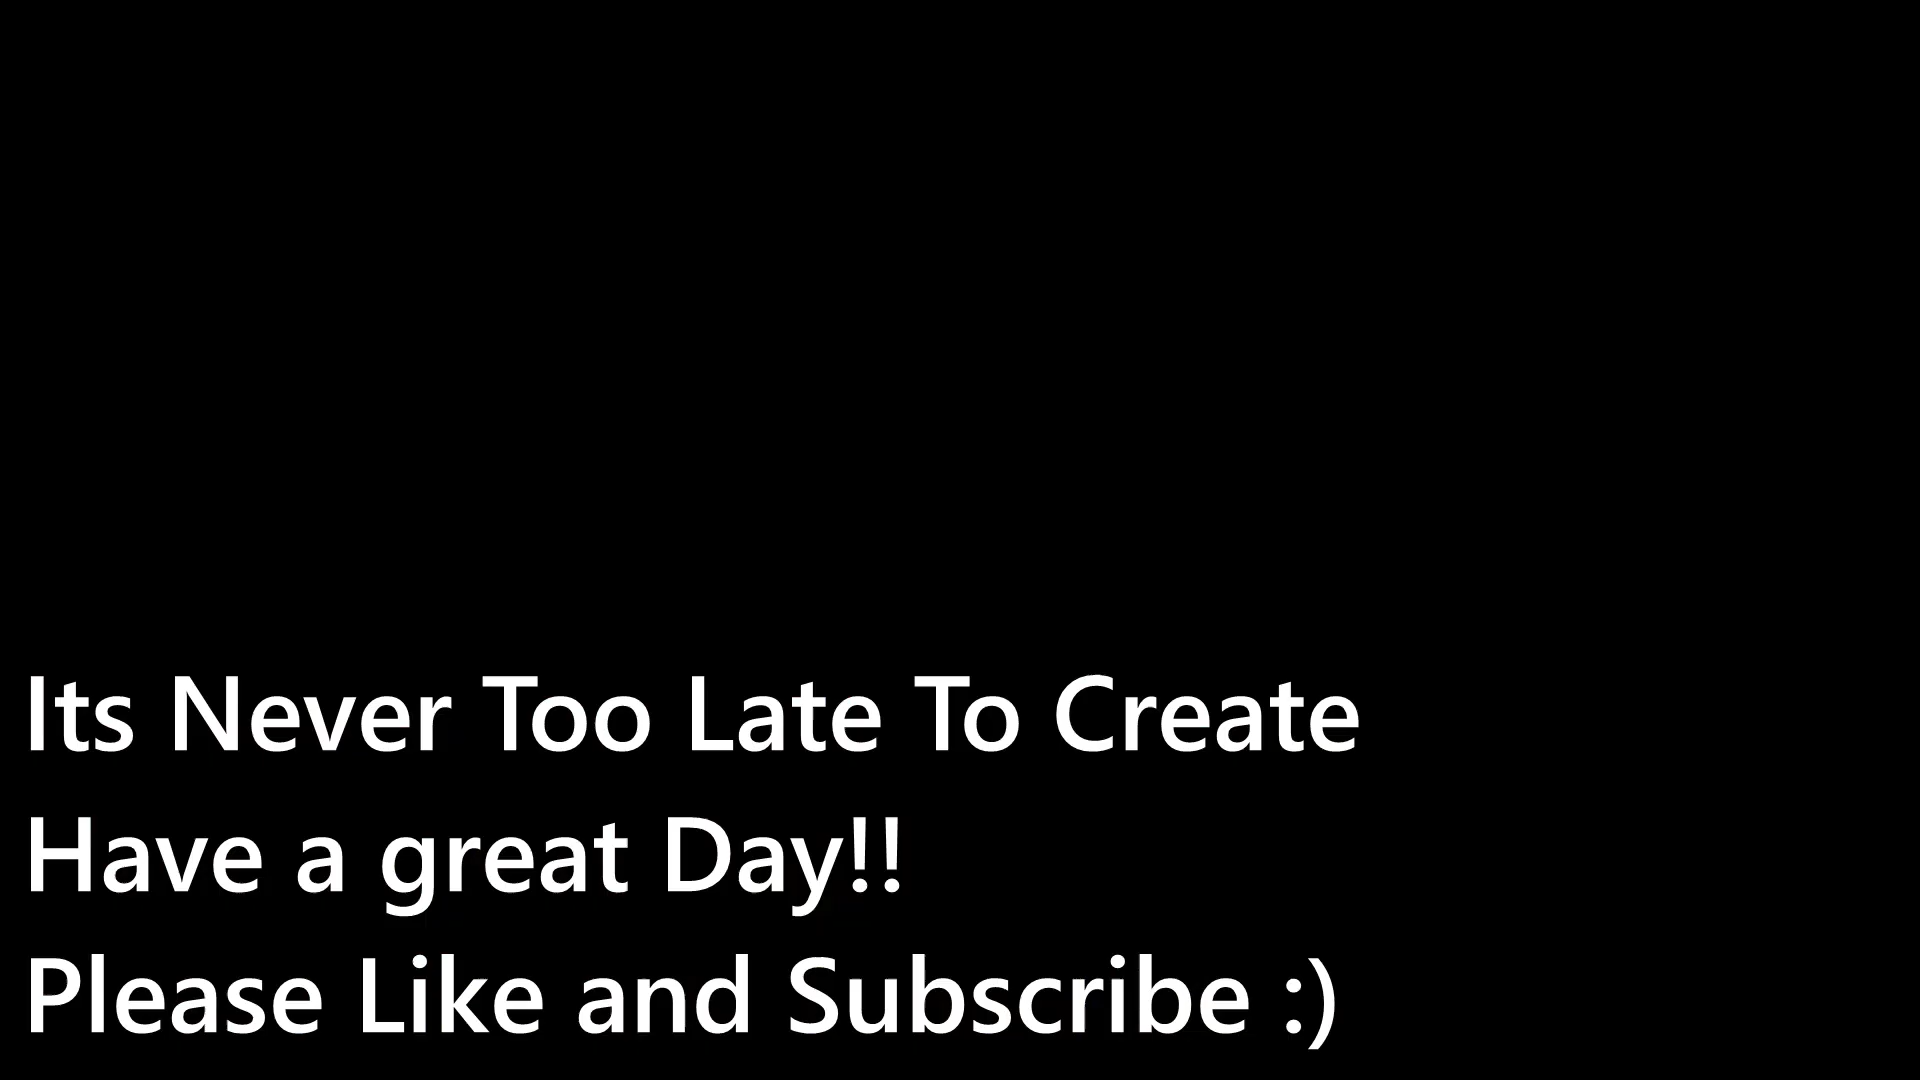 Its Never Too Late To Create
Have a great Day!!
Please Like and Subscribe :)